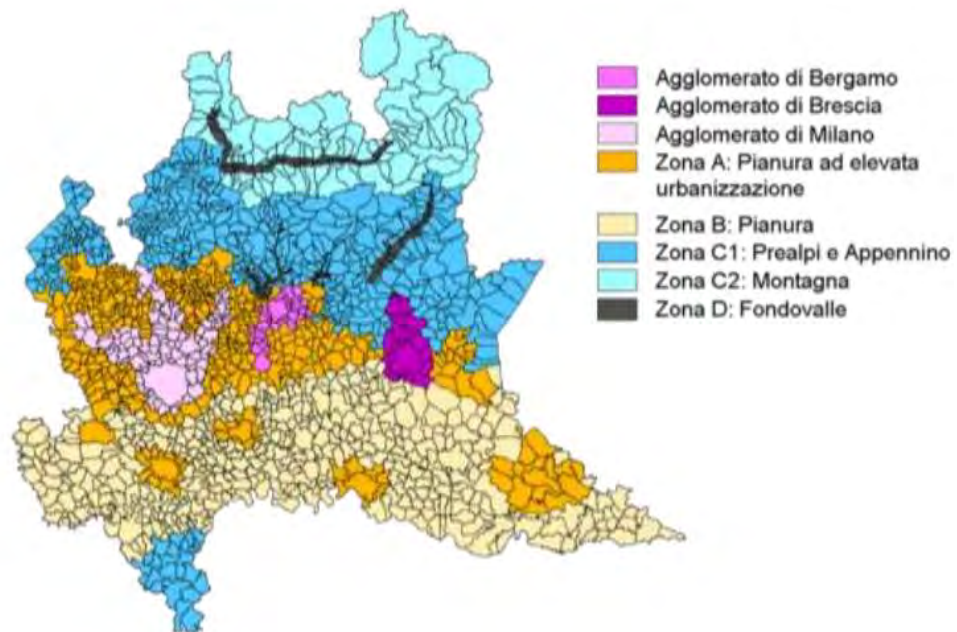 Agglomerato di Bergamo
Agglomerato di Brescia
Agglomerato di Milano
Zona A: Pianura ad elevata
urbanizzazione
Zona B: Pianura
Zona C1: Prealpi e Appennino
Zona C2: Montagna
Zona D: Fondovalle